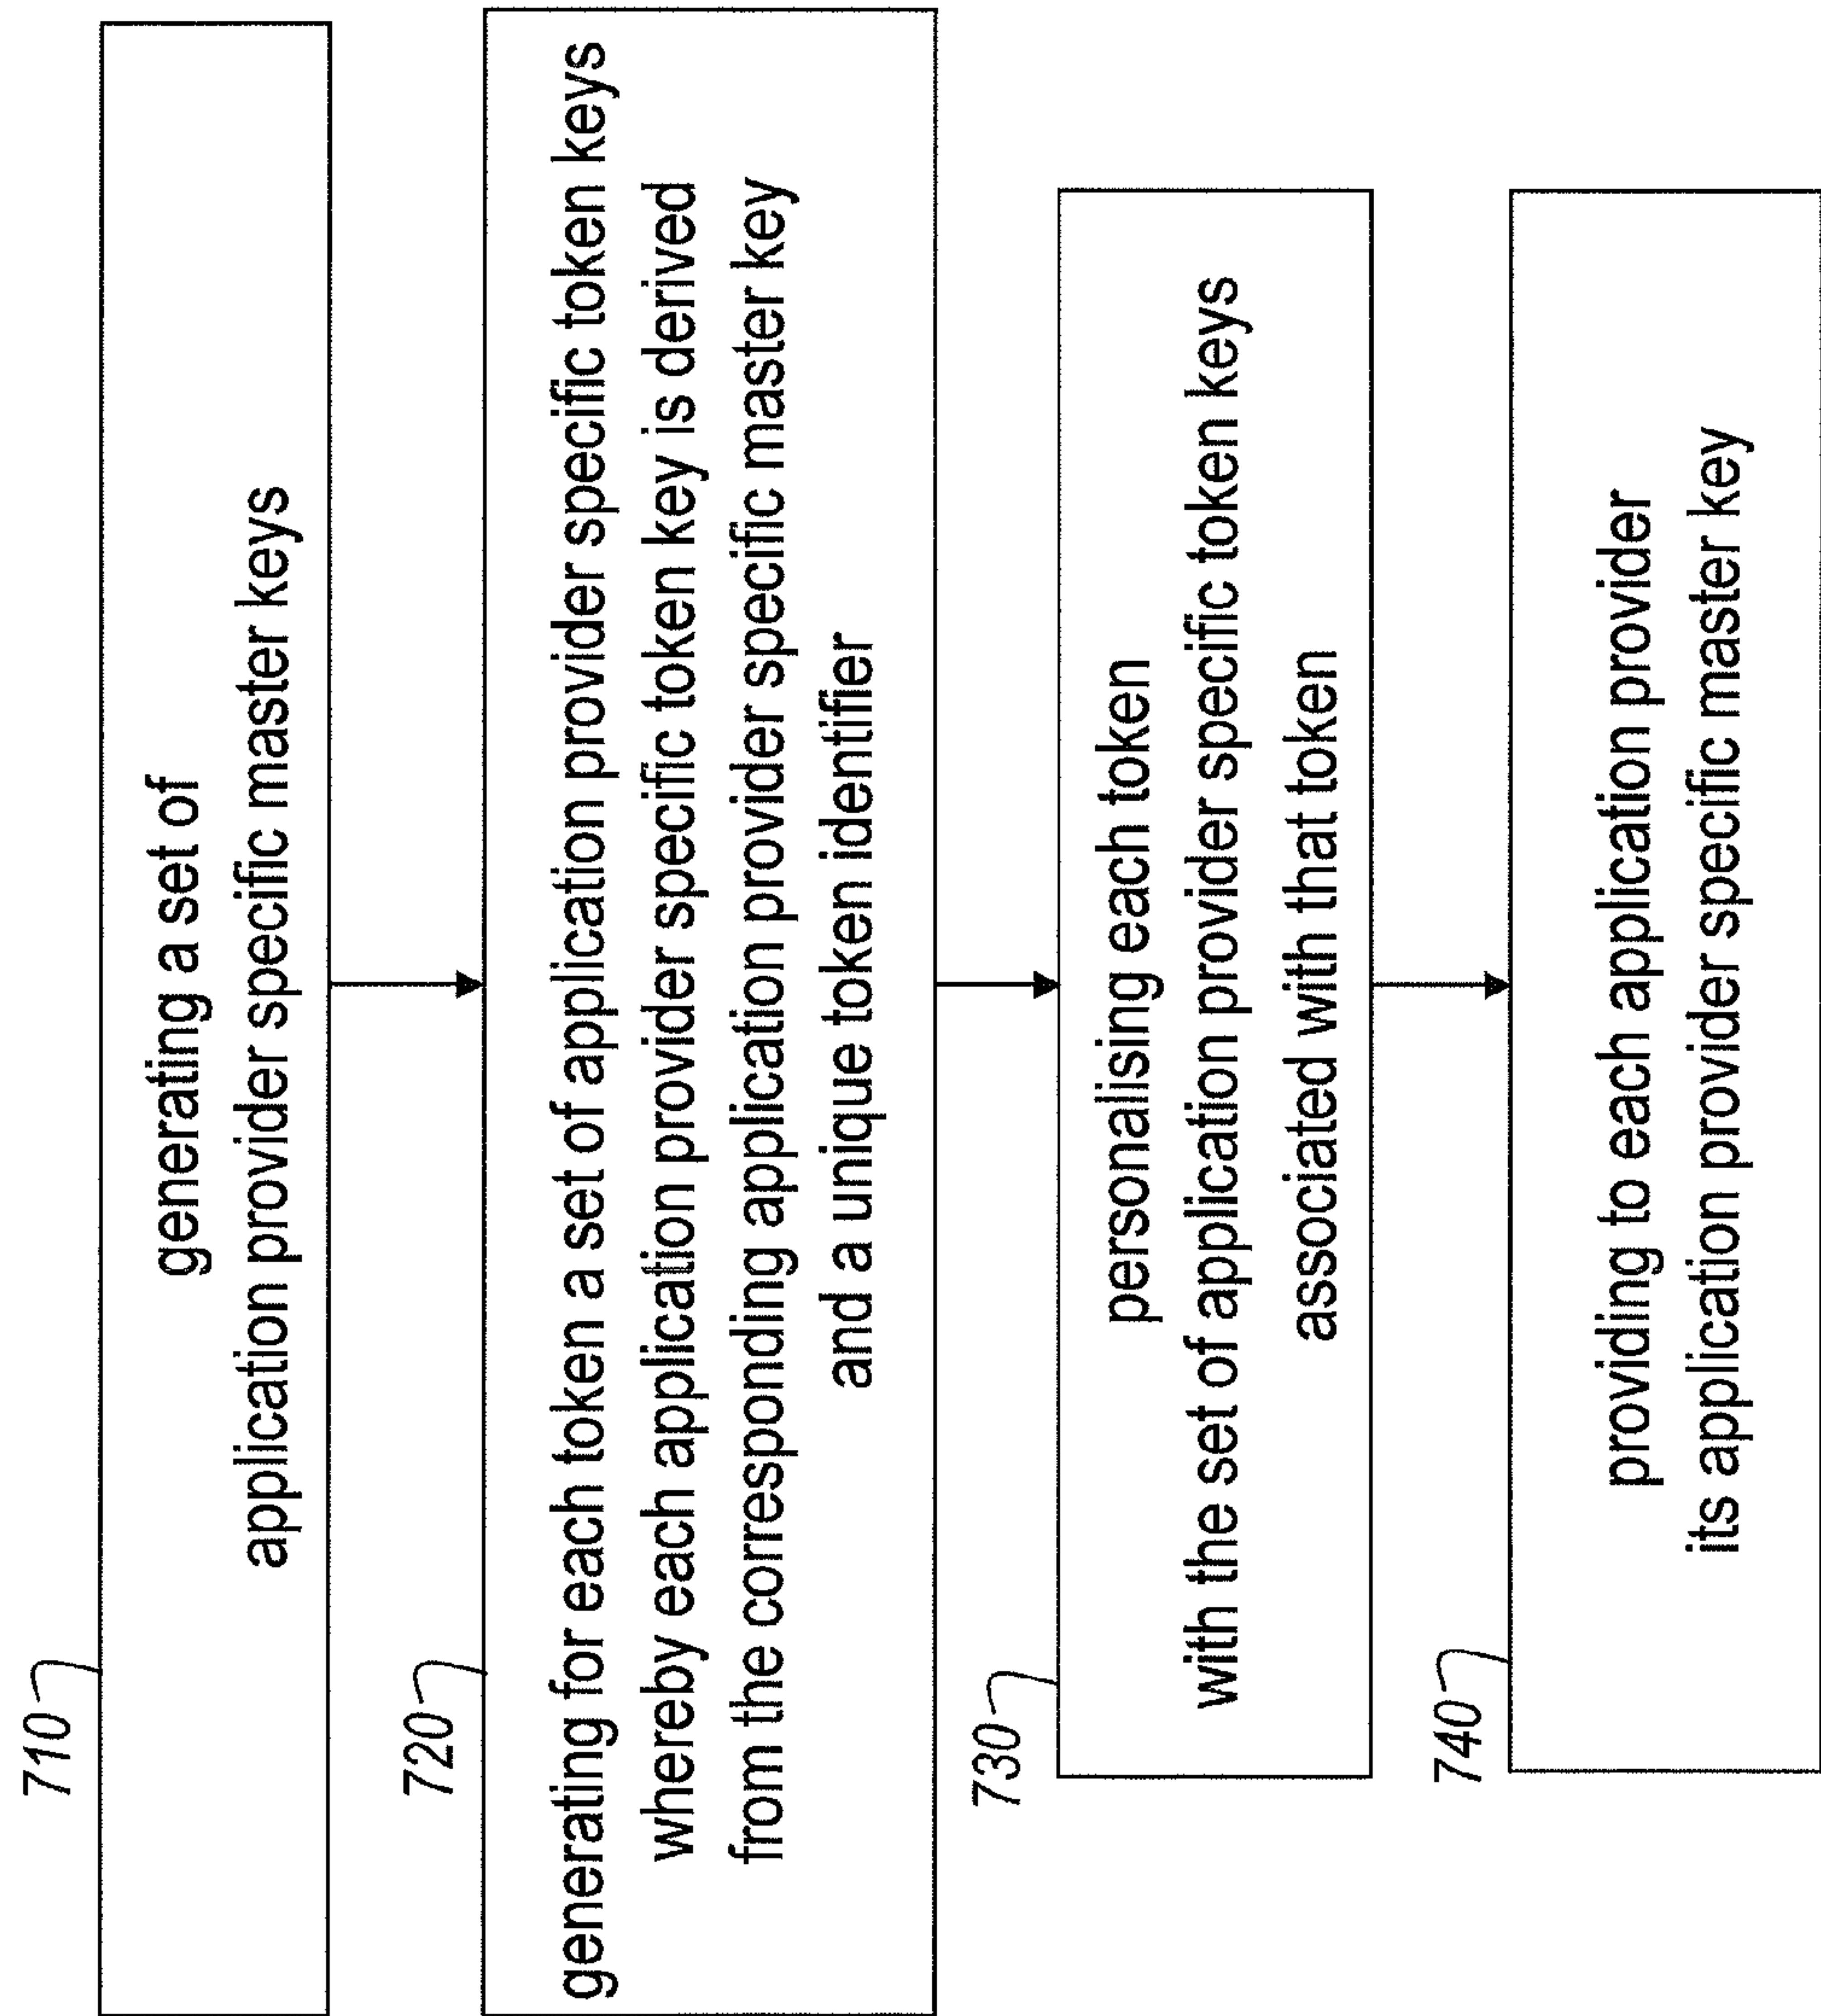 710
generating a set of
application provider specific master keys
720
generating for each token a set of application provider specific token keys
whereby each application provider specific token key is derived
from the corresponding application provider specific master key
and a unique token identifier
730
personalising each token
with the set of application provider specific token keys
associated with that token
740
providing to each application provider
its application provider specific master key